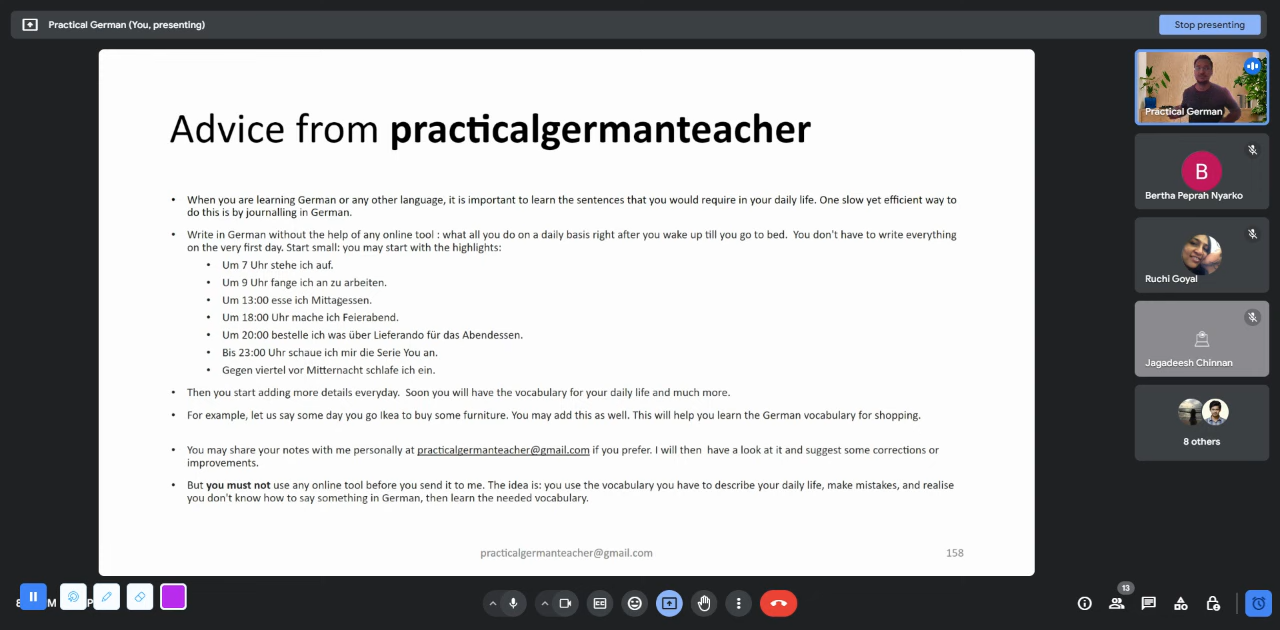 Practical German (You, presenting)
Stop presenting
Advice from practicalgermanteacher
• When you are learning German or any other language, it is important to learn the sentences that you would require in your daily life. One slow yet efficient way to
do this is by journalling in German.
• Write in German without the help of any online tool : what all you do on a daily basis right after you wake up till you go to bed. You don't have to write everything
on the very first day. Start small: you may start with the highlights:
• Um 7 Uhr stehe ich auf.
• Um 9 Uhr fange ich an zu arbeiten.
• Um 13:00 esse ich Mittagessen.
• Um 18:00 Uhr mache ich Feierabend.
• Um 20:00 bestelle ich was über Lieferando für das Abendessen.
• Bis 23:00 Uhr schaue ich mir die Serie You an.
• Gegen viertel vor Mitternacht schlafe ich ein.
• Then you start adding more details everyday. Soon you will have the vocabulary for your daily life and much more.
• For example, let us say some day you go Ikea to buy some furniture. You may add this as well. This will help you learn the German vocabulary for shopping.
• You may share your notes with me personally at practicalgermanteacher@gmail.com if you prefer. I will then have a look at it and suggest some corrections or
improvements.
• But you must not use any online tool before you send it to me. The idea is: you use the vocabulary you have to describe your daily life, make mistakes, and realise
you don't know how to say something in German, then learn the needed vocabulary.
practicalgermanteacher@gmail.com
158
Practical German
B
Bertha Peprah Nyarko
Ruchi Goyal
Jagadeesh Chinnan
8 others
13